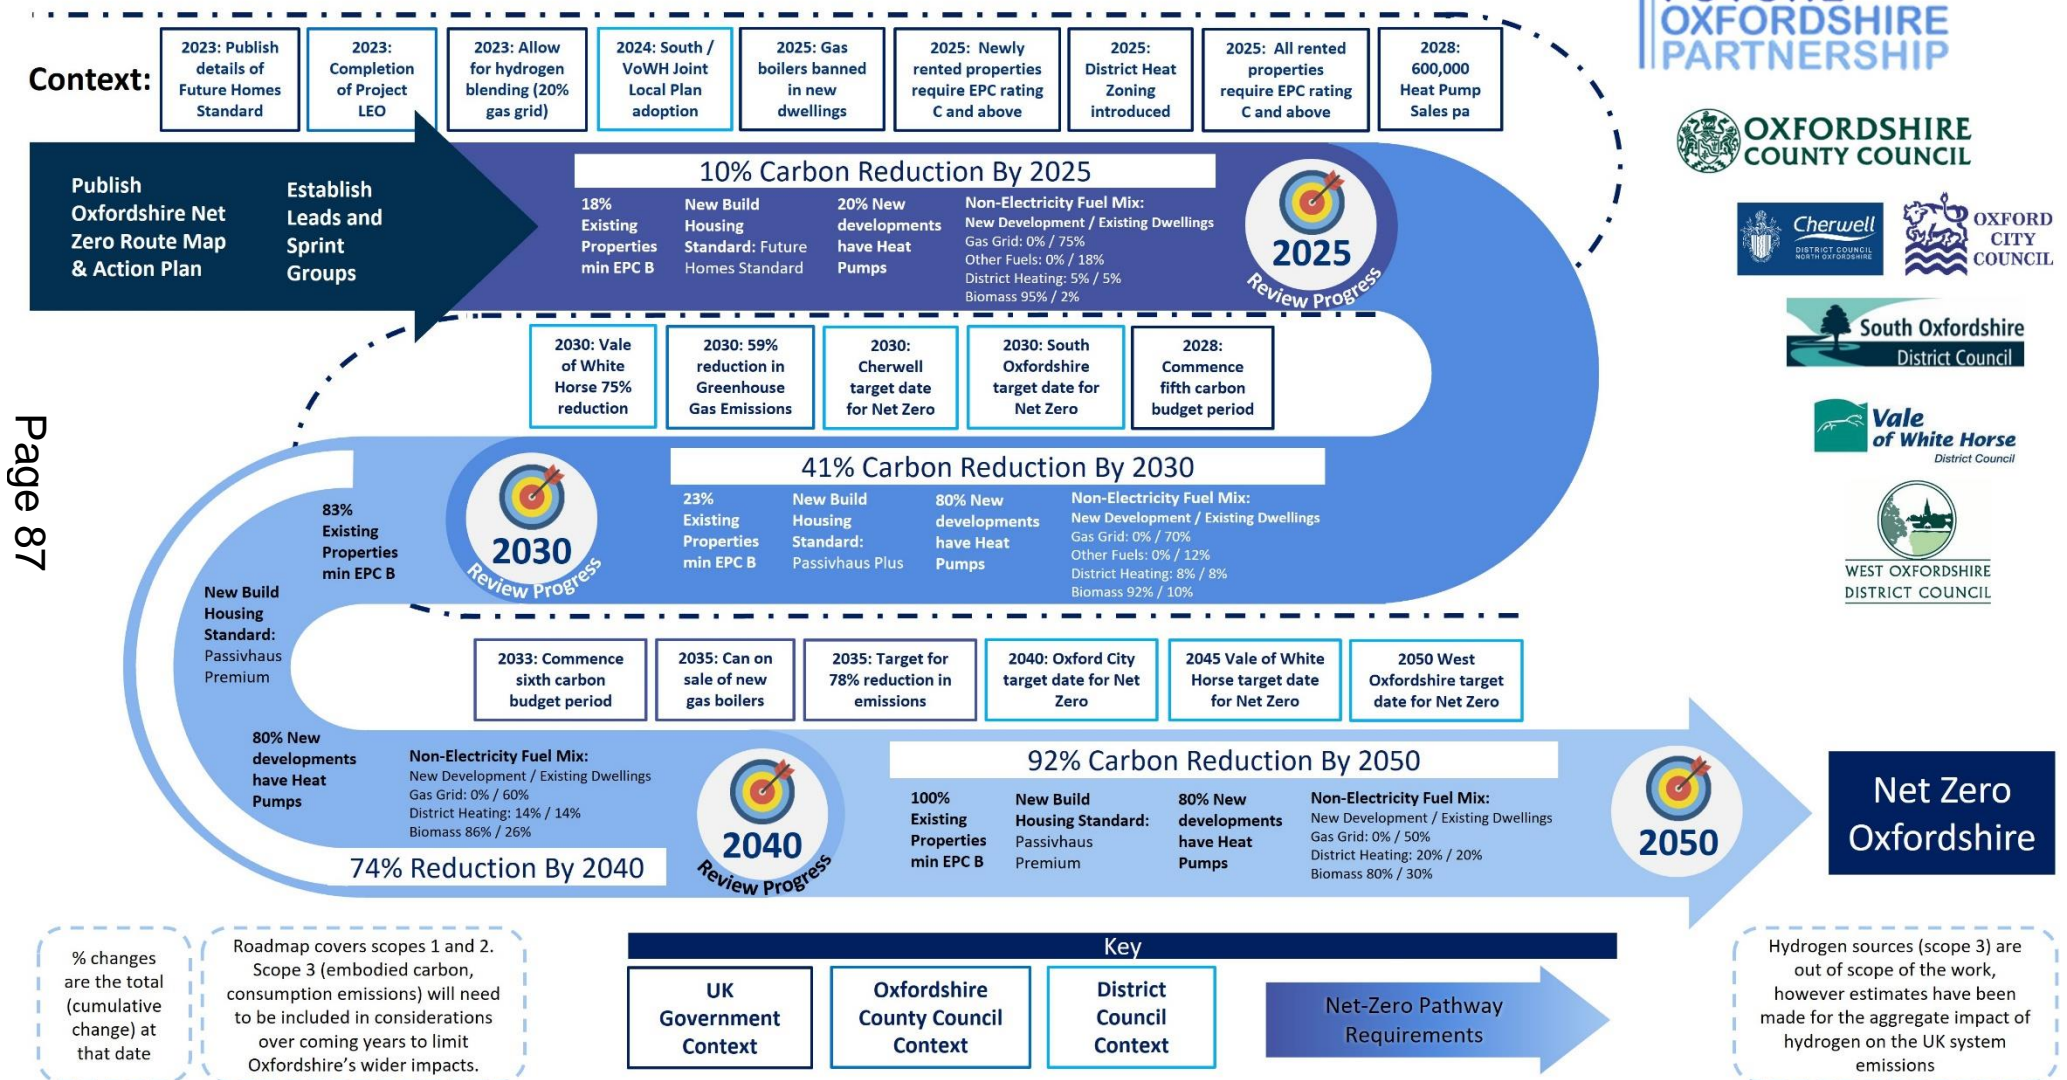 FUTURE
OXFORDSHIRE
PARTNERSHIP
Context:
2023: Publish
details of
Future Homes
Standard
2023:
Completion
of Project
LEO
2023: Allow
for hydrogen
blending (20%
gas grid)
2024: South /
VoWH Joint
Local Plan
adoption
2025: Gas
boilers banned
in new
dwellings
2025: Newly
rented properties
require EPC rating
C and above
2025:
District Heat
Zoning
introduced
2025: All rented
properties
require EPC rating
C and above
2028:
600,000
Heat Pump
Sales pa
OXFORDSHIRE
COUNTY COUNCIL
Cherwell
DISTRICT COUNCIL
NORTH OXFORDSHIRE
OXFORD
CITY
COUNCIL
South Oxfordshire
District Council
Vale
of White Horse
District Council
WEST OXFORDSHIRE
DISTRICT COUNCIL
Publish
Oxfordshire Net
Zero Route Map
& Action Plan
Establish
Leads and
Sprint
Groups
10% Carbon Reduction By 2025
18%
Existing
Properties
min EPC B
New Build
Housing
Standard: Future
Homes Standard
20% New
developments
have Heat
Pumps
Non-Electricity Fuel Mix:
New Development / Existing Dwellings
Gas Grid: 0% / 75%
Other Fuels: 0% / 18%
District Heating: 5% / 5%
Biomass 95% / 2%
2025
Review Progress
2030: Vale
of White
Horse 75%
reduction
2030: 59%
reduction in
Greenhouse
Gas Emissions
2030:
Cherwell
target date
for Net Zero
2030: South
Oxfordshire
target date for
Net Zero
2028:
Commence
fifth carbon
budget period
Page 87
2030
Review Progress
41% Carbon Reduction By 2030
23%
Existing
Properties
min EPC B
New Build
Housing
Standard:
Passivhaus Plus
80% New
developments
have Heat
Pumps
Non-Electricity Fuel Mix:
New Development / Existing Dwellings
Gas Grid: 0% / 70%
Other Fuels: 0% / 12%
District Heating: 8% / 8%
Biomass 92% / 10%
83%
Existing
Properties
min EPC B
New Build
Housing
Standard:
Passivhaus
Premium
2033: Commence
sixth carbon
budget period
2035: Can on
sale of new
gas boilers
2035: Target for
78% reduction in
emissions
2040: Oxford City
target date for Net
Zero
2045 Vale of White
Horse target date
for Net Zero
2050 West
Oxfordshire target
date for Net Zero
80% New
developments
have Heat
Pumps
Non-Electricity Fuel Mix:
New Development / Existing Dwellings
Gas Grid: 0% / 60%
District Heating: 14% / 14%
Biomass 86% / 26%
74% Reduction By 2040
2040
Review Progress
92% Carbon Reduction By 2050
100%
Existing
Properties
min EPC B
New Build
Housing Standard:
Passivhaus
Premium
80% New
developments
have Heat
Pumps
Non-Electricity Fuel Mix:
New Development / Existing Dwellings
Gas Grid: 0% / 50%
District Heating: 20% / 20%
Biomass 80% / 30%
2050
Net Zero
Oxfordshire
% changes
are the total
(cumulative
change) at
that date
Roadmap covers scopes 1 and 2.
Scope 3 (embodied carbon,
consumption emissions) will need
to be included in considerations
over coming years to limit
Oxfordshire's wider impacts.
Key
UK
Government
Context
Oxfordshire
County Council
Context
District
Council
Context
Net-Zero Pathway
Requirements
Hydrogen sources (scope 3) are
out of scope of the work,
however estimates have been
made for the aggregate impact of
hydrogen on the UK system
emissions